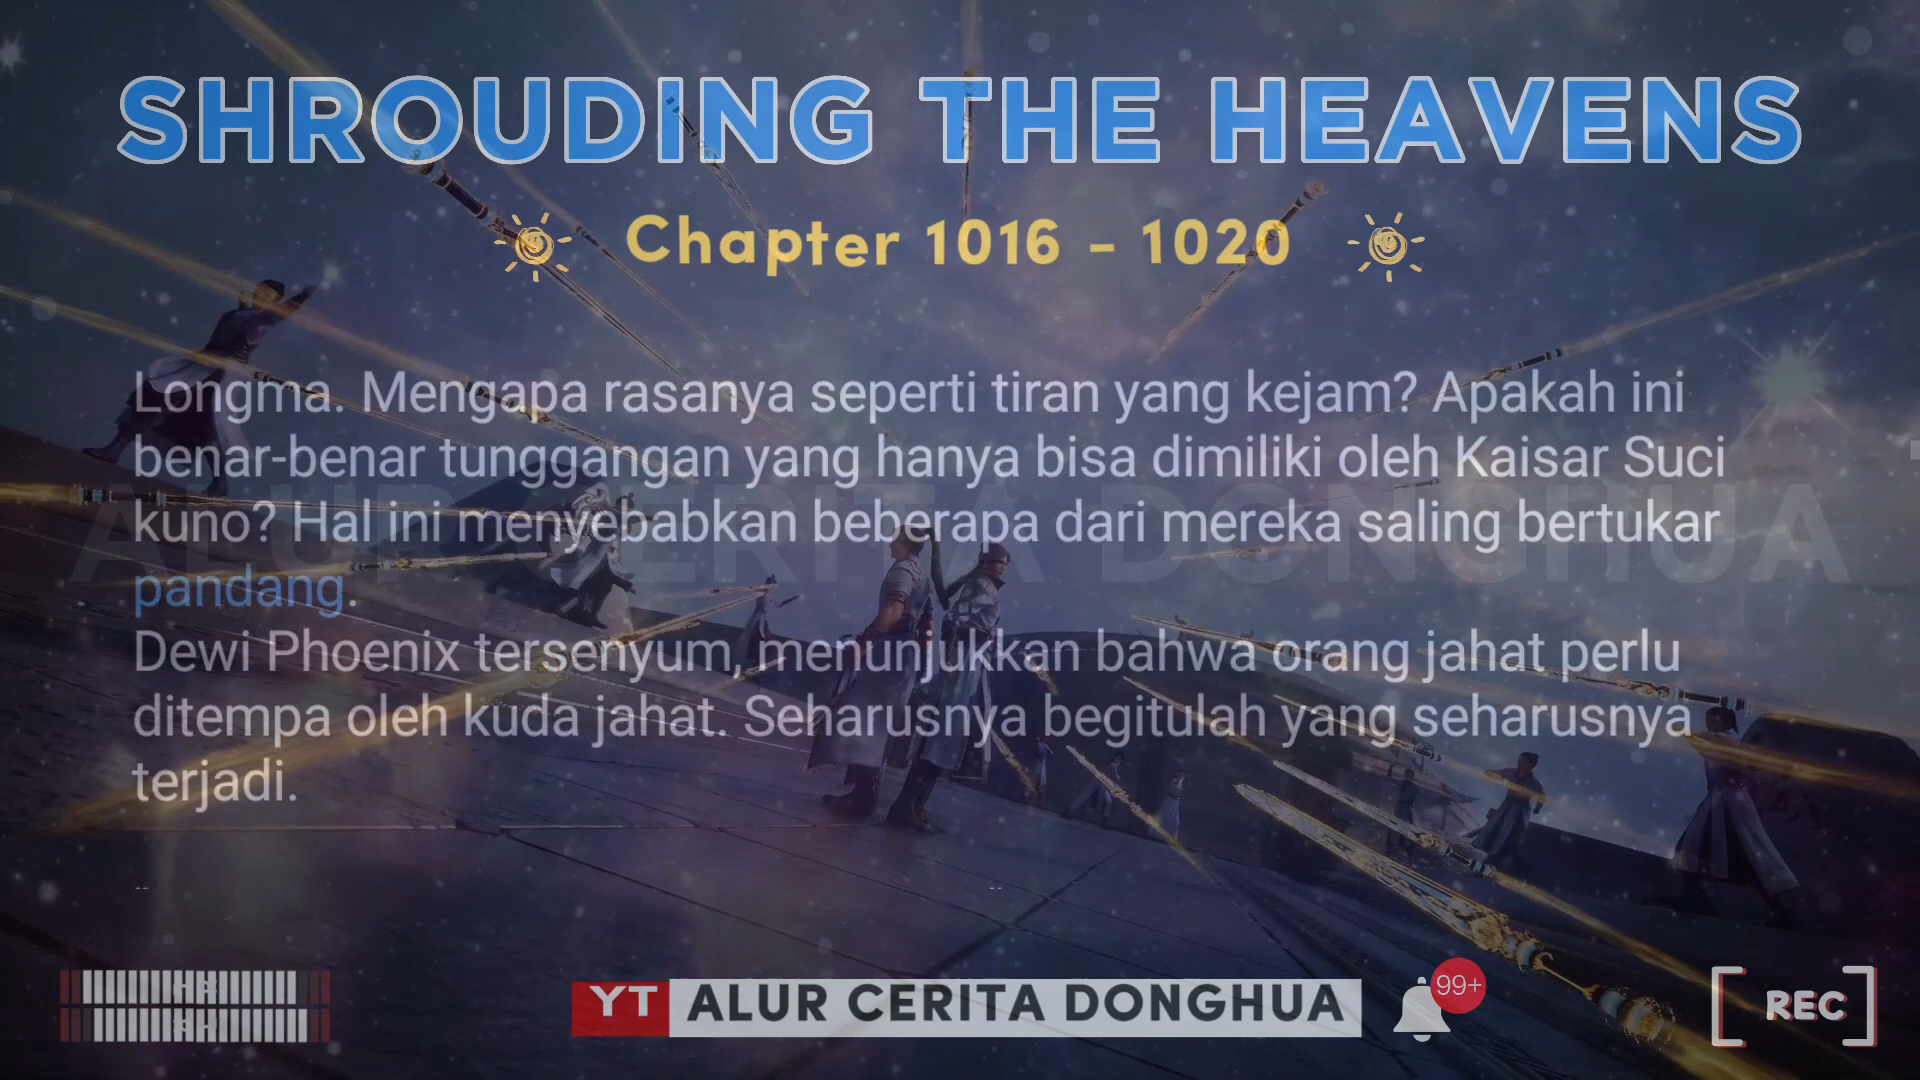 SHROUDING THE HEAVENS
Chapter 1016 - 1020
Longma. Mengapa rasanya seperti tiran yang kejam? Apakah ini
benar-benar tunggangan yang hanya bisa dimiliki oleh Kaisar Suci
kuno? Hal ini menyebabkan beberapa dari mereka saling bertukar
pandang.
Dewi Phoenix tersenyum, menunjukkan bahwa orang jahat perlu
ditempa oleh kuda jahat. Seharusnya begitulah yang seharusnya
terjadi.
ALUR CERITA DONGHUA
-- --
YT ALUR CERITA DONGHUA
99+
REC